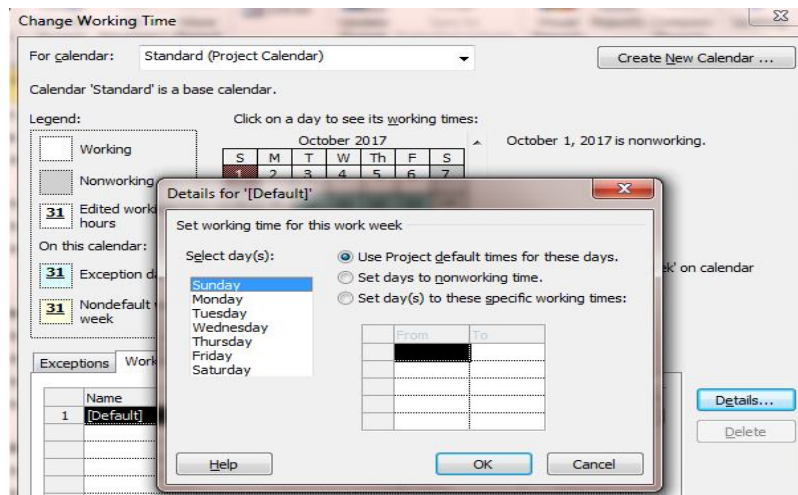 Change Working Time
For calendar: Standard (Project Calendar) Create New Calendar ...
Calendar 'Standard' is a base calendar.
Legend: Click on a day to see its working times:
Working
Nonworking
31 Edited worki
hours
On this calendar:
31 Exception d
31 Nondefault
week
October 2017
S M T W Th F S
1 2 3 4 5 6 7
October 1, 2017 is nonworking.
' on calendar
Details for '[Default]'
Set working time for this work week
Select day(s):
Sunday
Monday
Tuesday
Wednesday
Thursday
Friday
Saturday
Use Project default times for these days.
Set days to nonworking time.
Set day(s) to these specific working times:
From To
Help OK Cancel
Exceptions Work
Name
1 [Default]
Details...
Delete